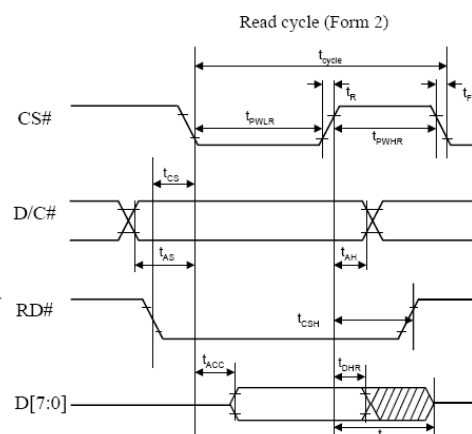 Read cycle (Form 2)
tcycle
tR
tF
CS#
tPWLR
tPWHR
tCS
D/C#
tAS
tAH
RD#
tCSH
tACC
tDHR
D[7:0]
t